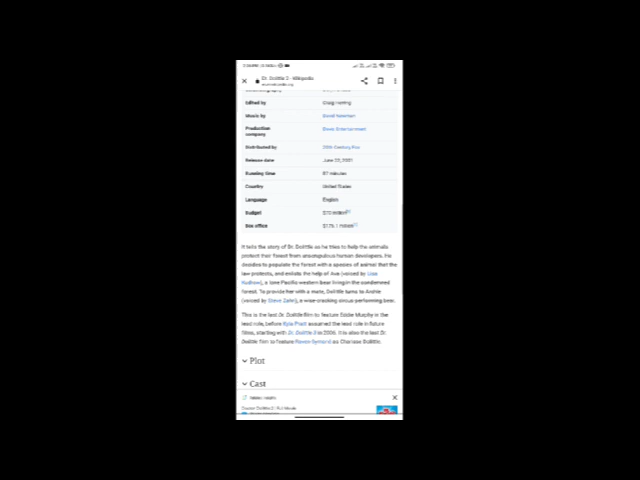 Dr. Dolittle 2 - Wikipedia
Edited by
Craig Herring
Music by
David Newman
Production company
Davis Entertainment
Distributed by
20th Century Fox
Release date
June 22, 2001
Running time
87 minutes
Country
United States
Language
English
Budget
Box office
$176.1 million
It tells the story of Dr. Dolittle as he tries to help the animals
protect their forest from unscrupulous human developers. He
decides to populate the forest with a species of animal that the
law protects, and enlists the help of Ava (voiced by Lisa
Kudrow), a lone Pacific western bear living in the condemned
forest. To provide her with a mate, Dolittle turns to Archie
(voiced by Steve Zahn), a wise-cracking circus-performing bear.
This is the last Dr. Dolittle film to feature Eddie Murphy in the
lead role, before Kyla Pratt assumed the lead role in future
films, starting with Dr. Dolittle 3 in 2006. It is also the last Dr.
Dolittle film to feature Raven-Symoné as Charisse Dolittle.
Plot
Cast